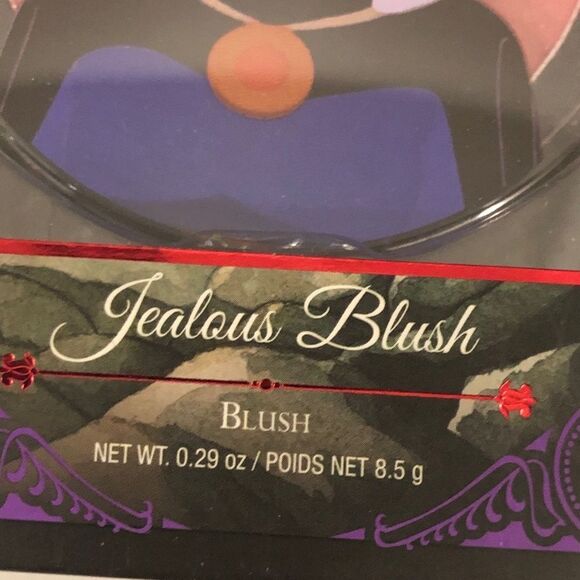 Jealous Blush
BLUSH
NET WT. 0.29 oz / POIDS NET 8.5 g